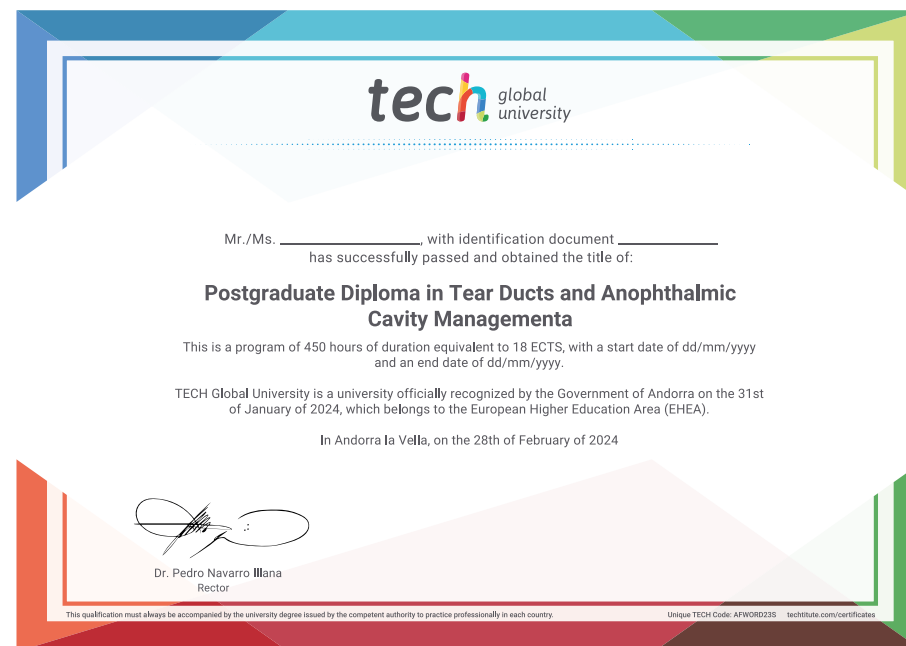 tech global university
Mr./Ms. ____________________, with identification document ______________
has successfully passed and obtained the title of:
Postgraduate Diploma in Tear Ducts and Anophthalmic
Cavity Managementa
This is a program of 450 hours of duration equivalent to 18 ECTS, with a start date of dd/mm/yyyy
and an end date of dd/mm/yyyy.
TECH Global University is a university officially recognized by the Government of Andorra on the 31st
of January of 2024, which belongs to the European Higher Education Area (EHEA).
In Andorra la Vella, on the 28th of February of 2024
Dr. Pedro Navarro Illana
Rector
This qualification must always be accompanied by the university degree issued by the competent authority to practice professionally in each country.
Unique TECH Code: AFWORD23S techtitute.com/certificates